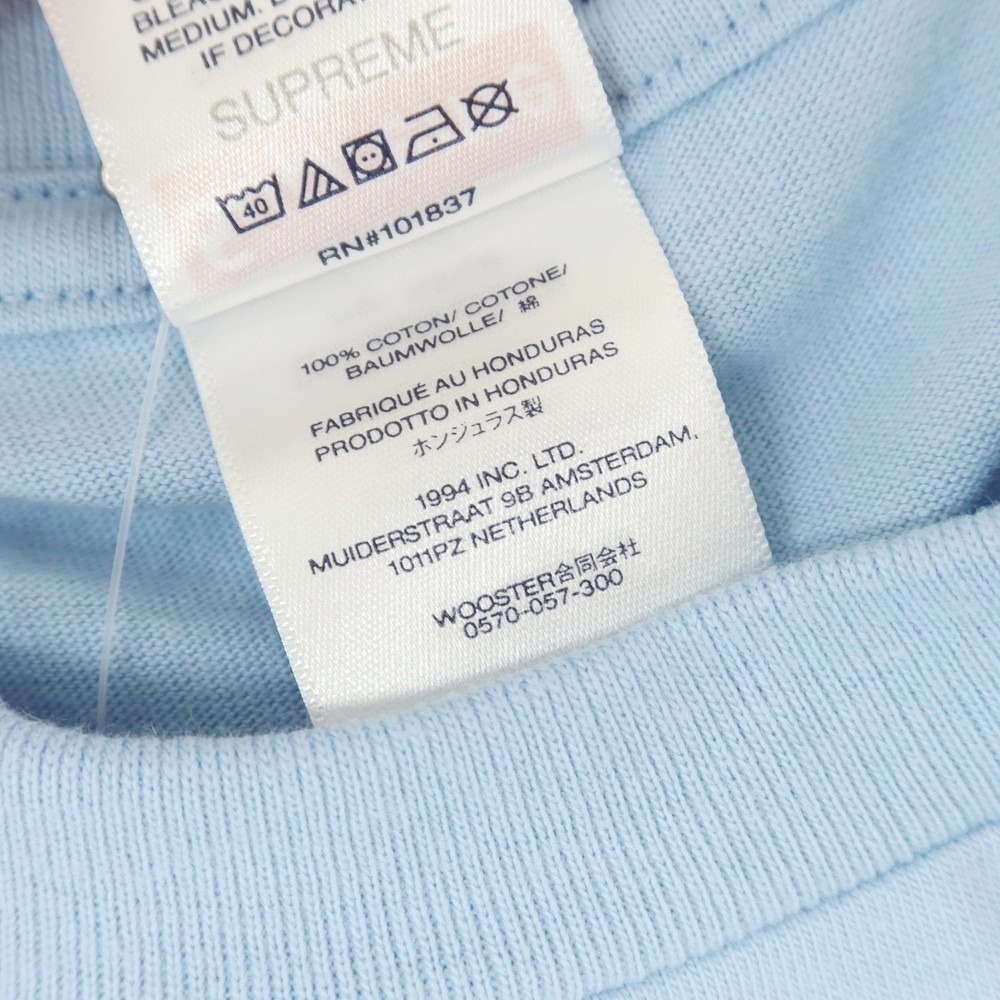 MEDIUM.
IF DECORAT
SUPREME
40
RN#101837
100% COTON/ COTONE/
BAUMWOLLE/ 綿
FABRIQUÉ AU HONDURAS
PRODOTTO IN HONDURAS
ホンジュラス製
1994 INC. LTD.
MUIDERSTRAAT 9B AMSTERDAM,
1011PZ NETHERLANDS
WOOSTER合同会社
0570-057-300